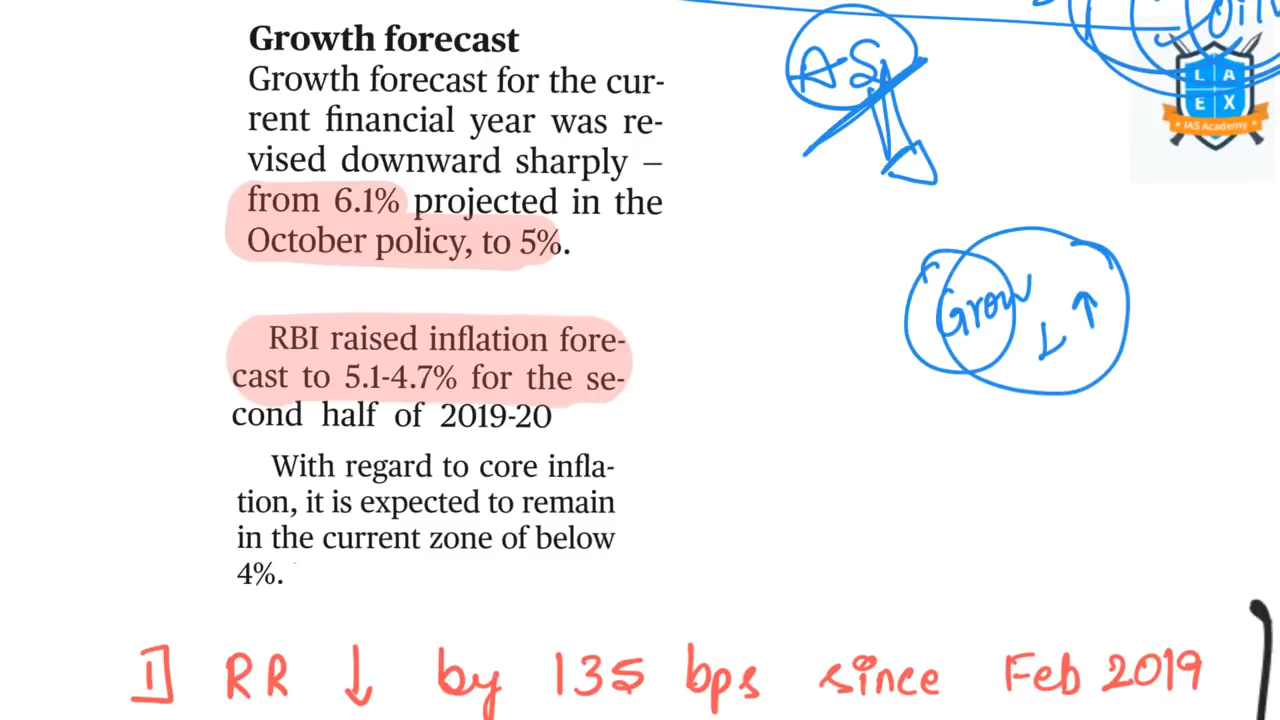 Growth forecast
Growth forecast for the cur-
rent financial year was re-
vised downward sharply –
from 6.1% projected in the
October policy, to 5%.
RBI raised inflation fore-
cast to 5.1-4.7% for the se-
cond half of 2019-20
With regard to core infla-
tion, it is expected to remain
in the current zone of below
4%.
AS
L A
E X
IAS Academy
Grow
1] RR ↓ by 135 bps since Feb 2019